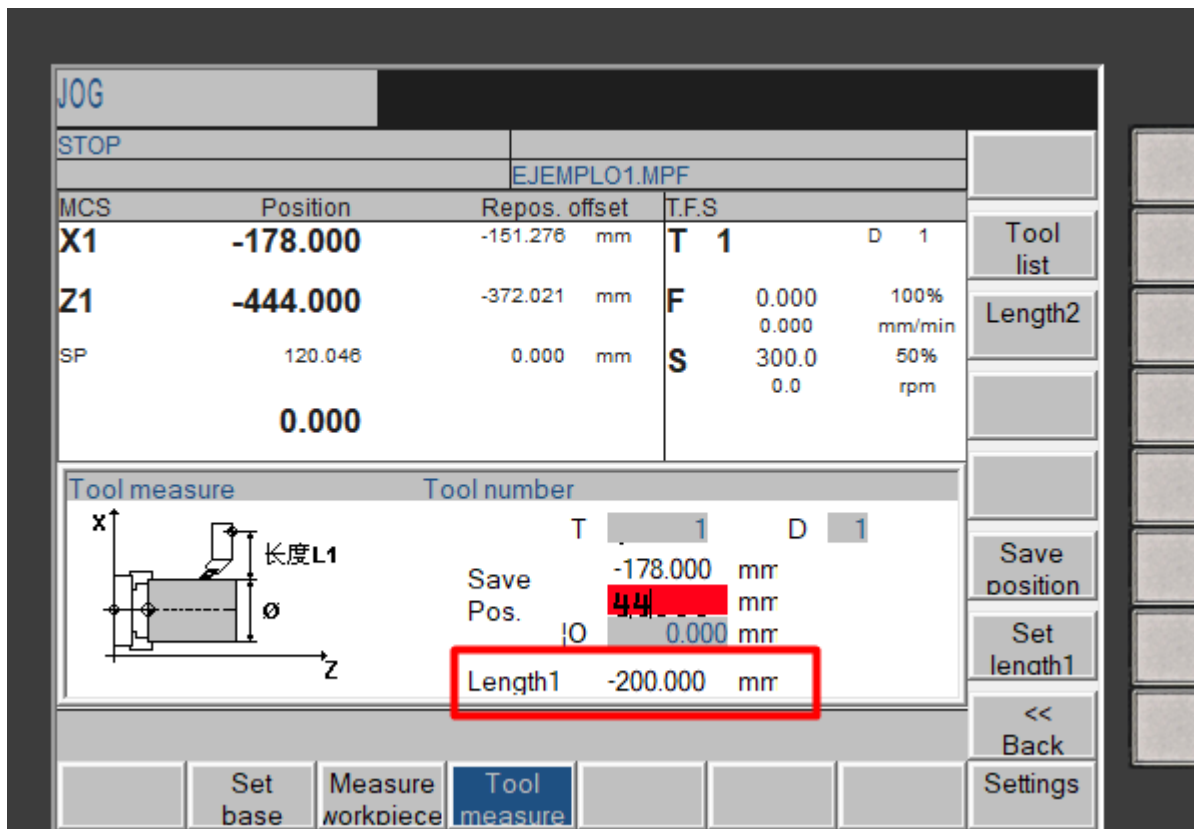 JOG
STOP
EJEMPLO1.MPF
MCS Position Repos. offset T.F.S
X1 -178.000 -151.276 mm T 1 D 1
Tool
list
Z1 -444.000 -372.021 mm F 0.000 100%
0.000 mm/min
Length2
SP 120.046 0.000 mm S 300.0 50%
0.0 rpm
0.000
Tool measure Tool number
X
长度L1
Ø
Z
T 1 D 1
Save
Pos.
-178.000 mm
44 mm
0.000 mm
Length1 -200.000 mm
Save
position
Set
length1
<<
Back
Set
base
Measure
workpiece
Tool
measure
Settings